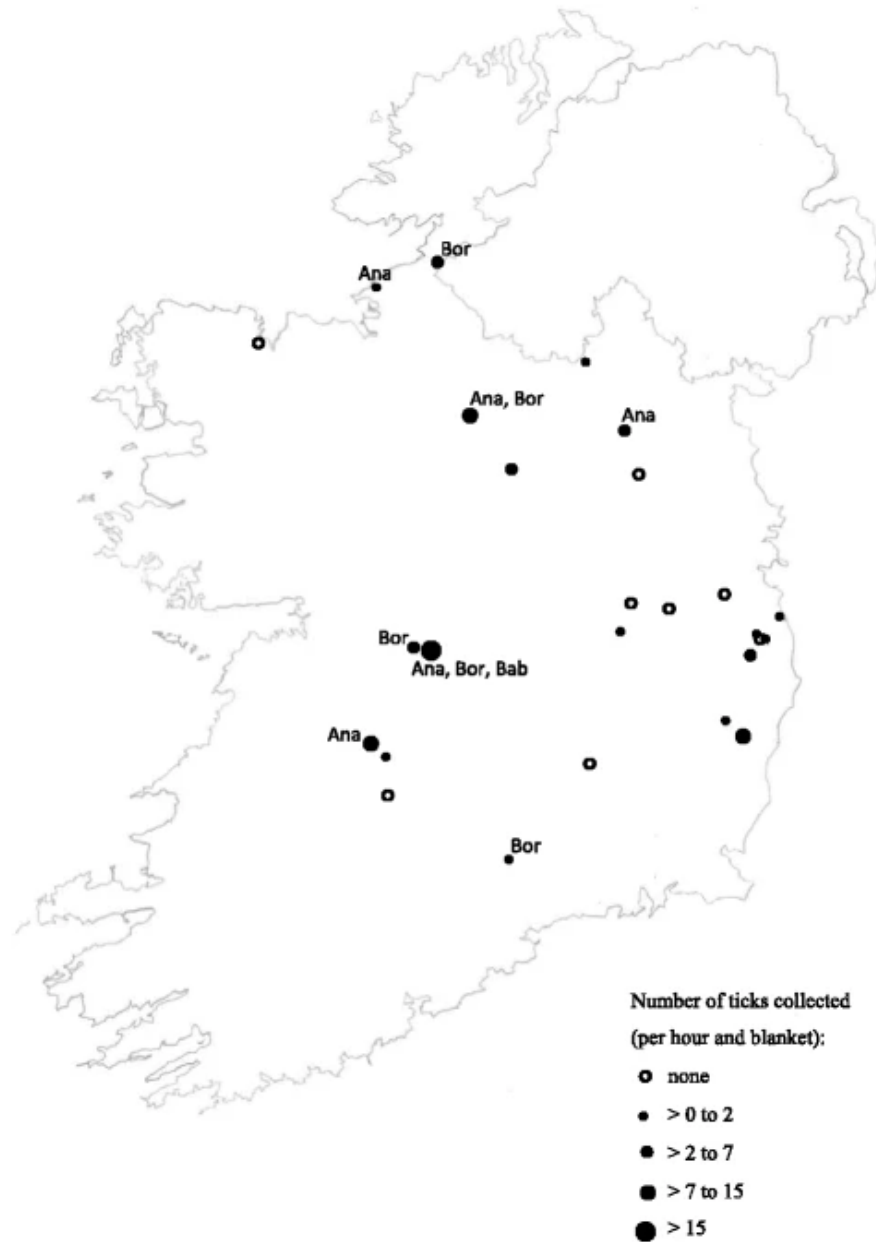 Bor
Ana
Ana, Bor
Ana
Bor
Ana, Bor, Bab
Ana
Bor
Number of ticks collected
(per hour and blanket):
none
> 0 to 2
> 2 to 7
> 7 to 15
> 15